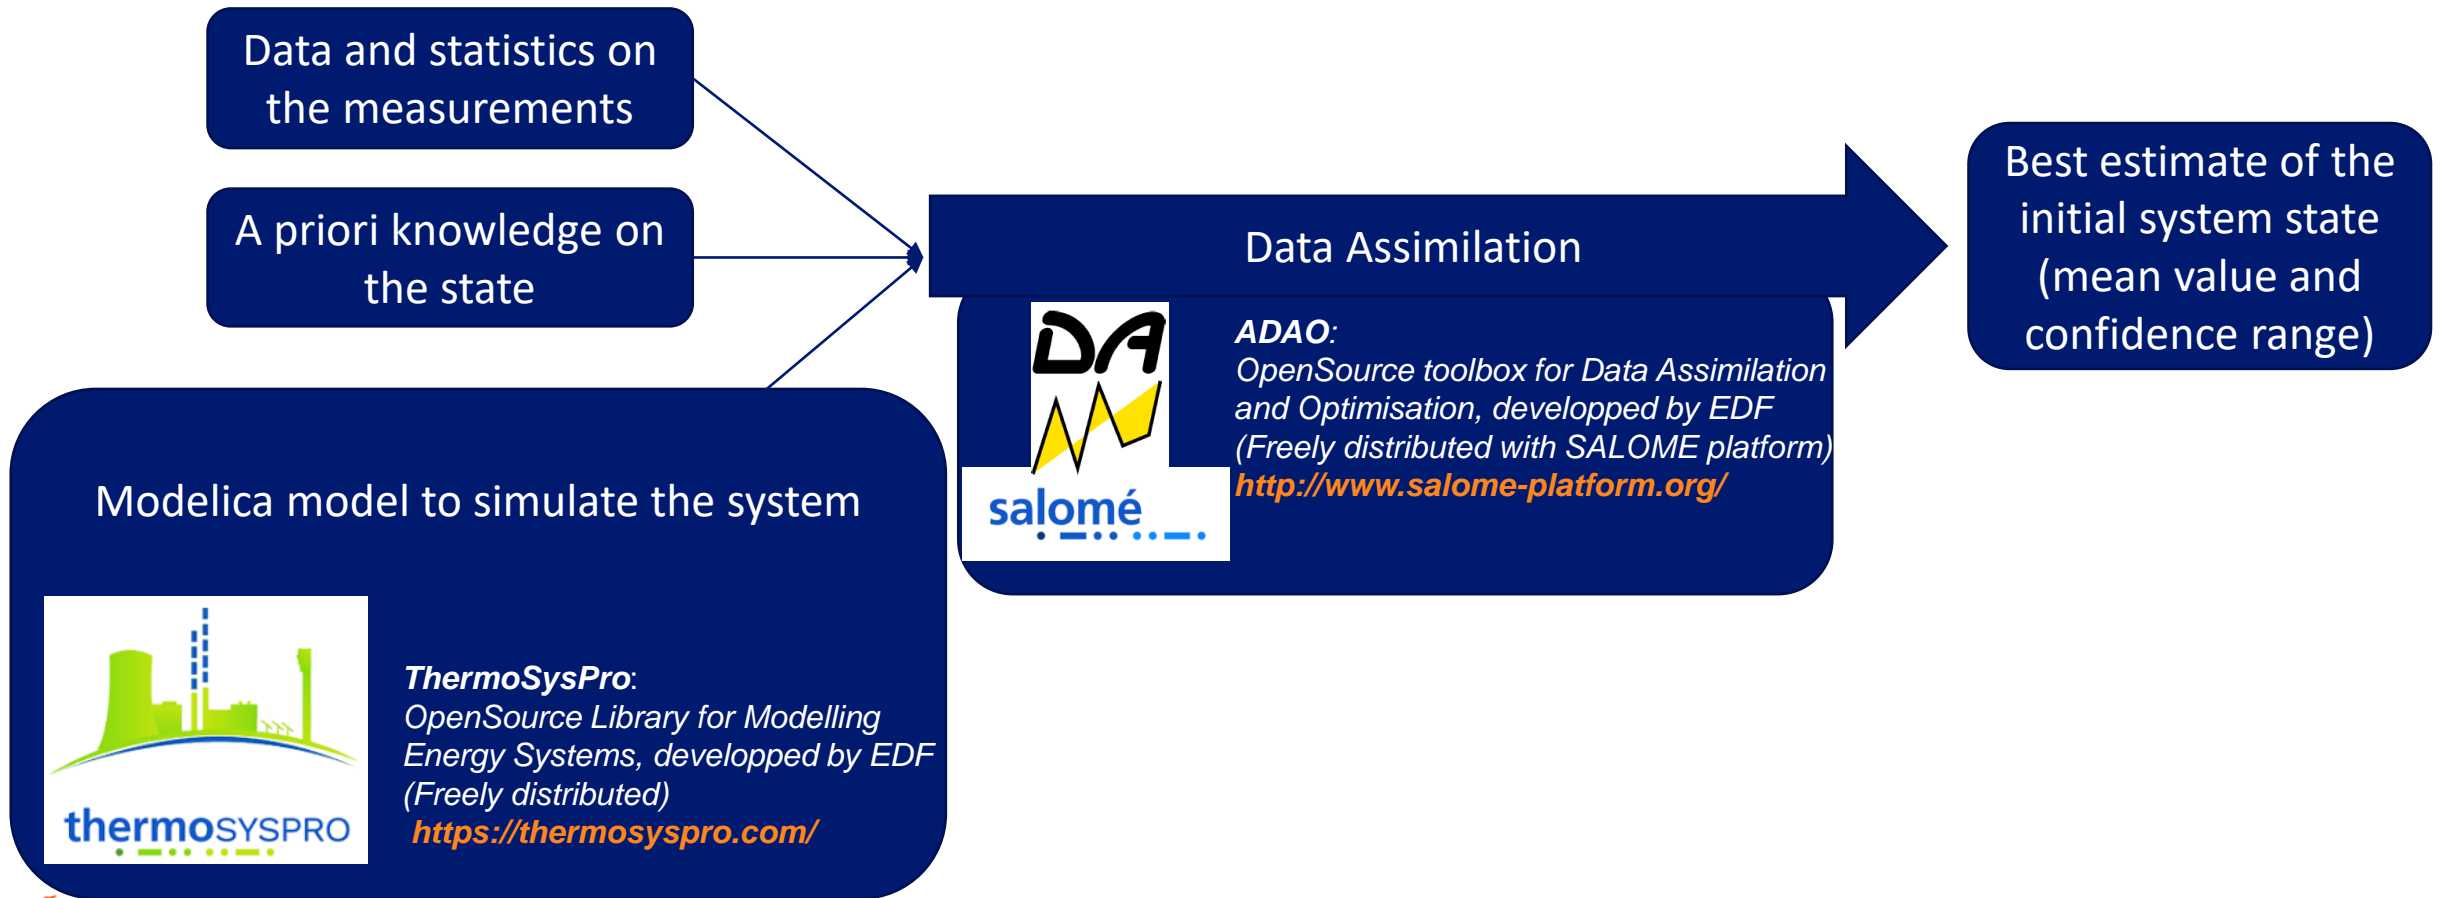 Data and statistics on
the measurements
A priori knowledge on
the state
Data Assimilation
Best estimate of the
initial system state
(mean value and
confidence range)
DA
salomé
ADAO:
OpenSource toolbox for Data Assimilation
and Optimisation, developped by EDF
(Freely distributed with SALOME platform)
http://www.salome-platform.org/
Modelica model to simulate the system
thermoSYSPRO
ThermoSysPro:
OpenSource Library for Modelling
Energy Systems, developped by EDF
(Freely distributed)
https://thermosyspro.com/